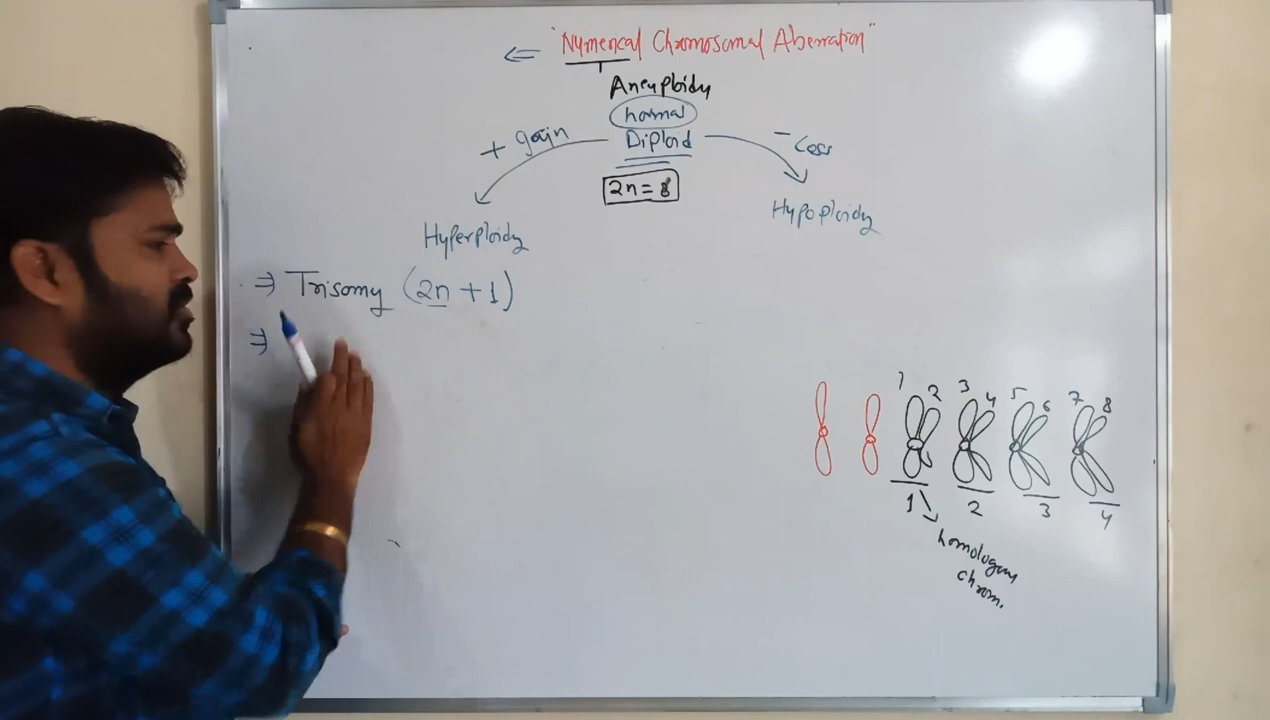 ⇐ "Numerical Chromosomal Aberration"
Aneuploidy
normal
+ gain Diploid - Loss
2n = 8
Hyperploidy Hypoploidy
⇒ Trisomy (2n + 1)
⇒
1 2 3 4 5 6 7 8
1 2 3 4
homologous
chrom.